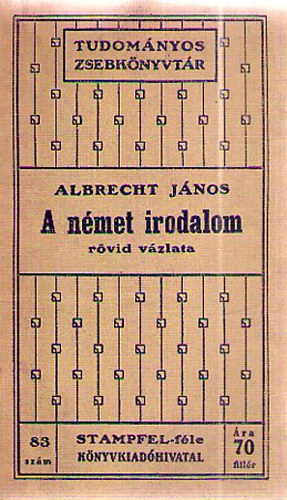 TUDOMÁNYOS
ZSEBKÖNYVTÁR
ALBRECHT JÁNOS
A német irodalom
rövid vázlata
83
szám
STAMPFEL-féle
KÖNYVKIADÓHIVATAL
Ára
70
fillér